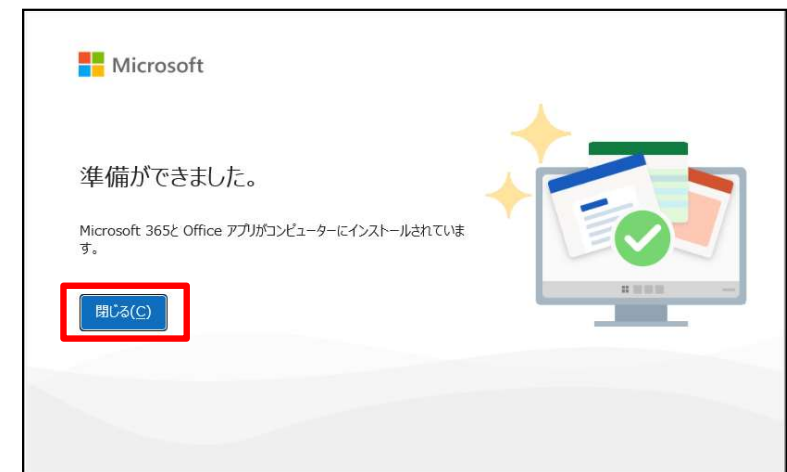 Microsoft
準備ができました。
Microsoft 365と Office アプリがコンピューターにインストールされていま
す。
閉じる(C)